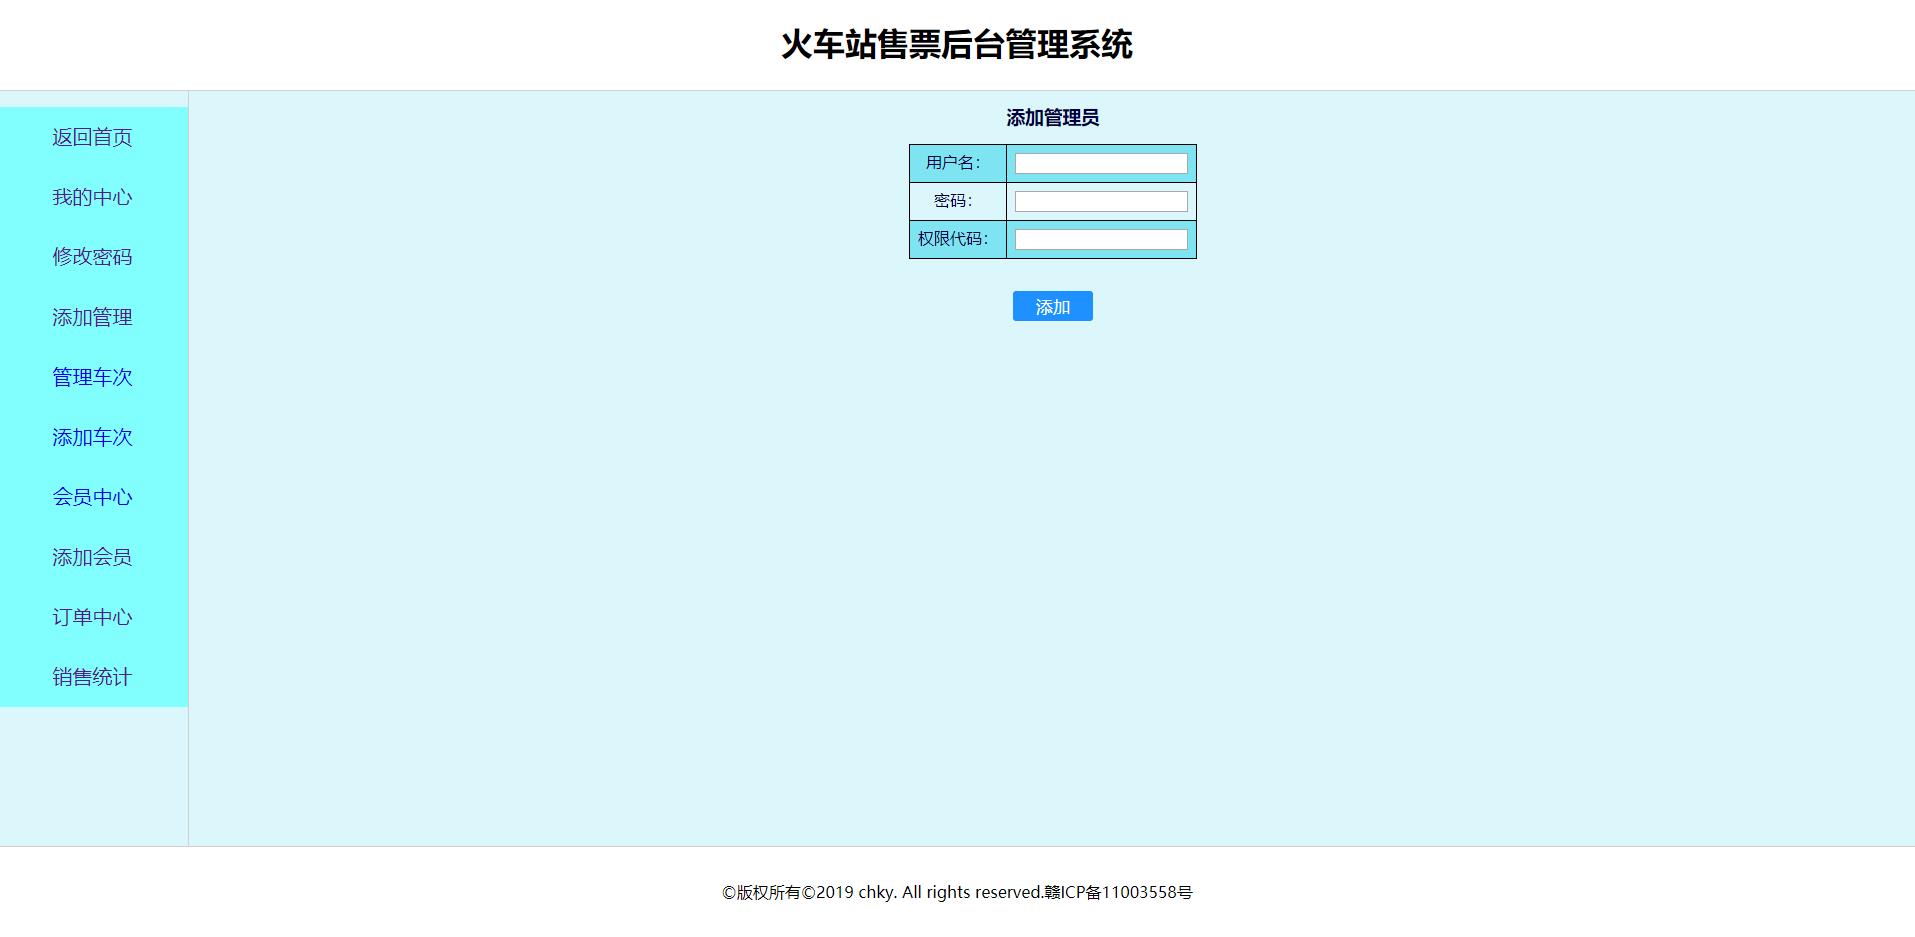 火车站售票后台管理系统
返回首页
我的中心
修改密码
添加管理
管理车次
添加车次
会员中心
添加会员
订单中心
销售统计
添加管理员
用户名：
密码：
权限代码：
添加
©版权所有©2019 chky. All rights reserved.赣ICP备11003558号